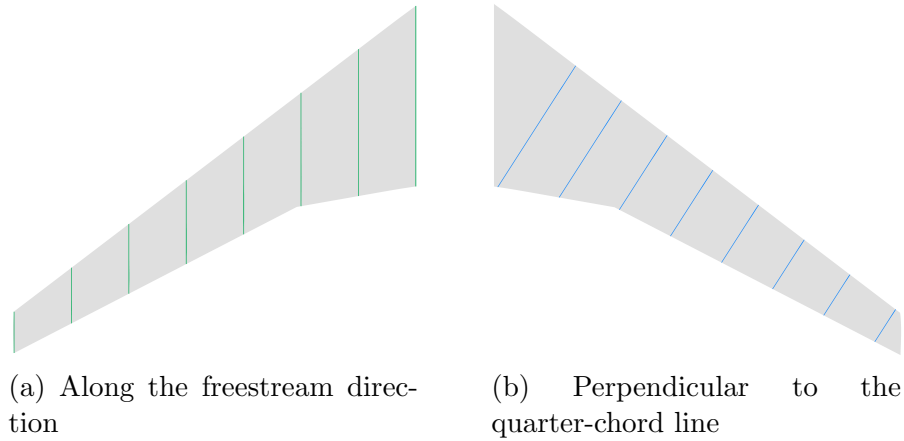 (a) Along the freestream direc-
tion
(b) Perpendicular to the
quarter-chord line